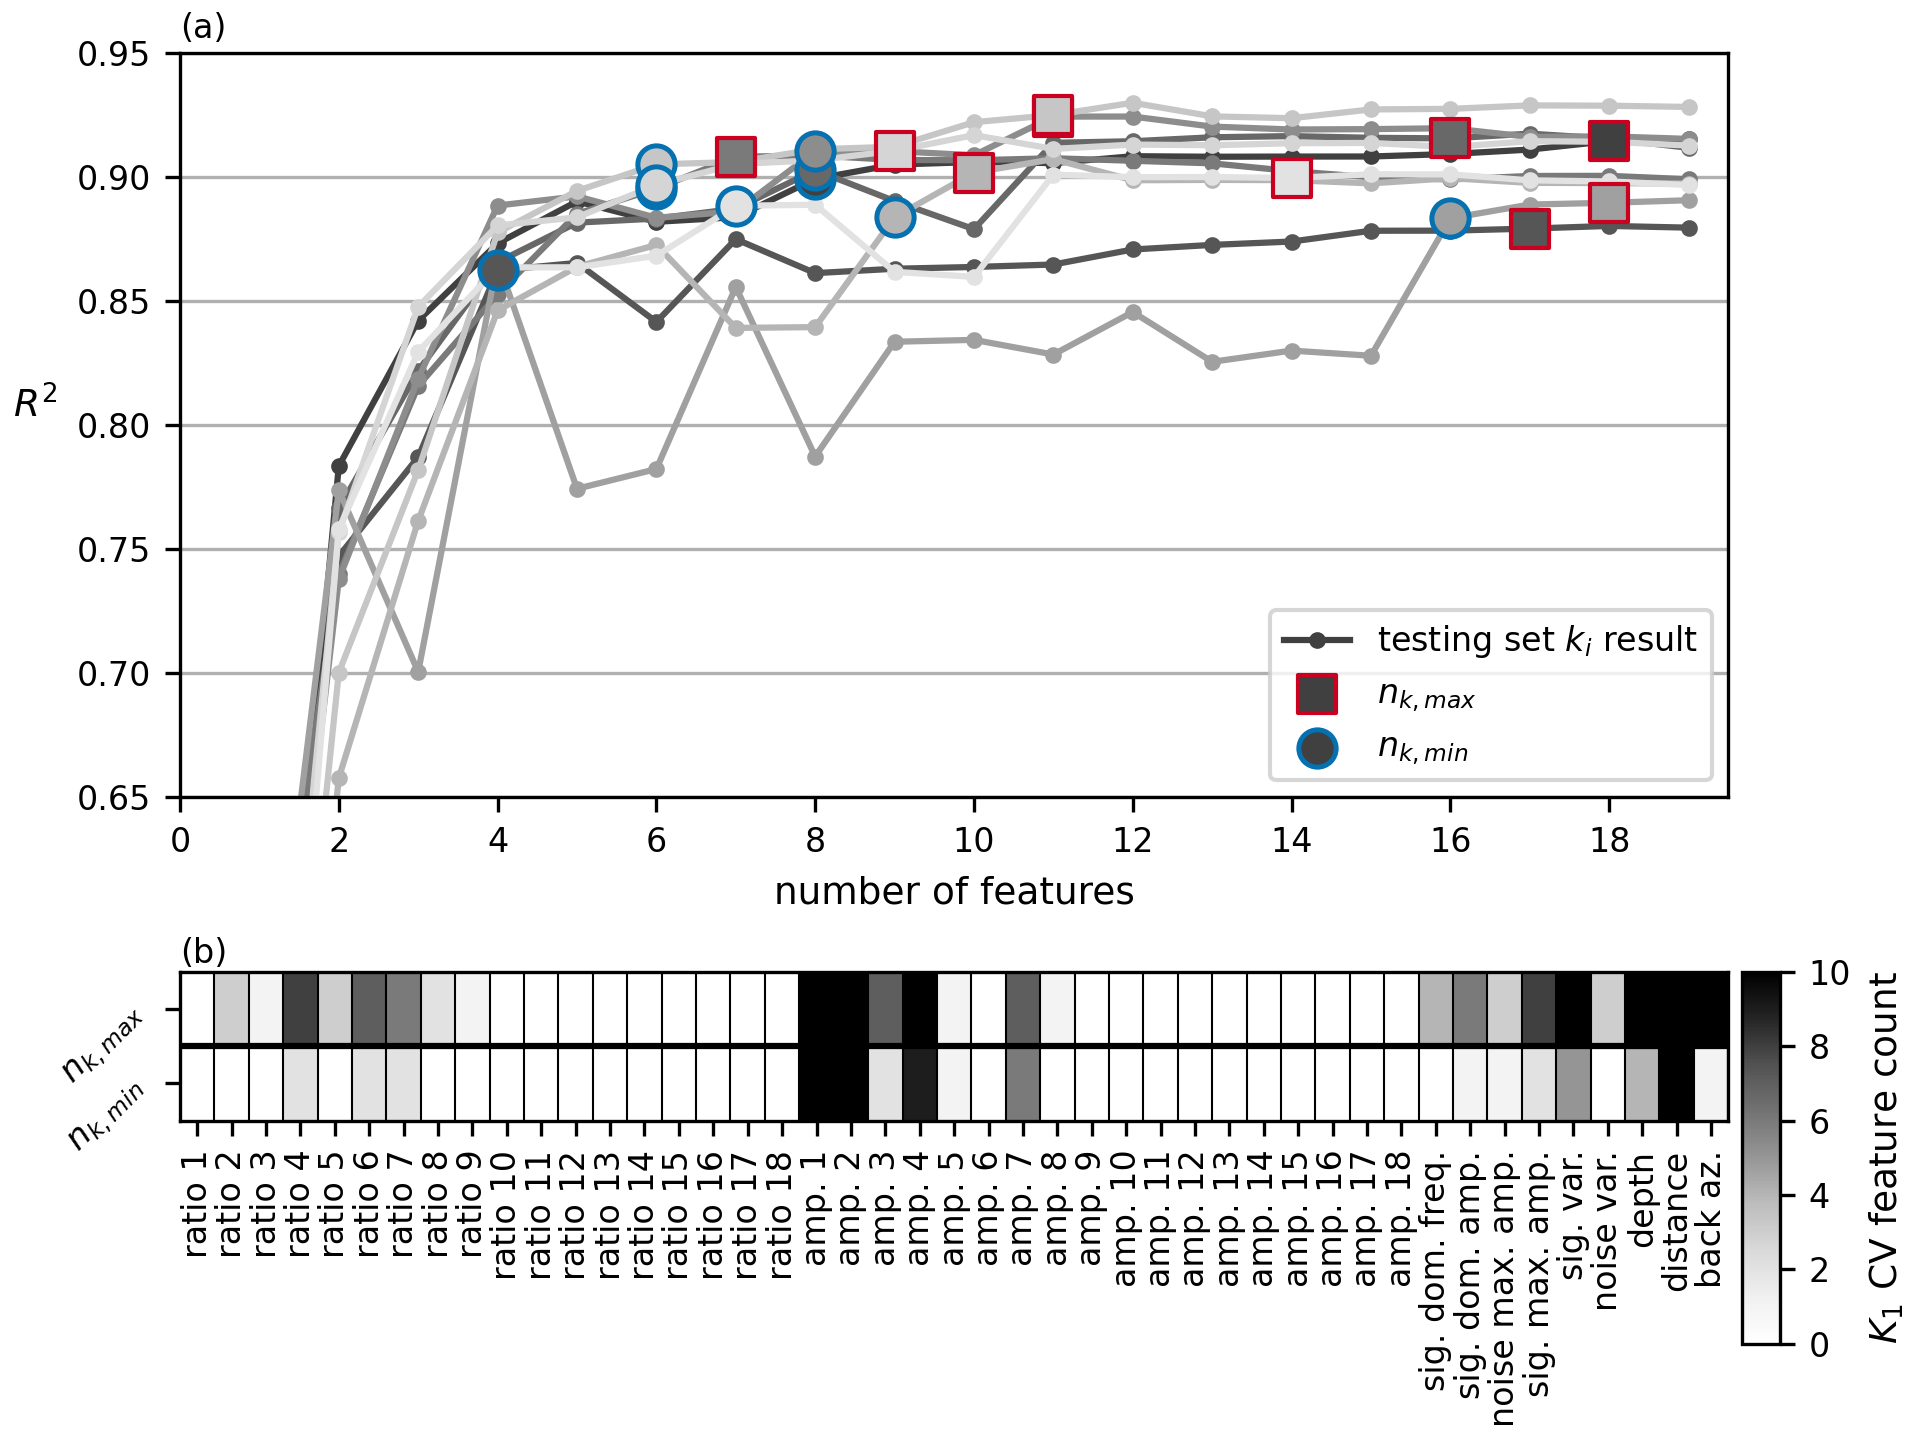 (a)
0.95
0.90
0.85
0.80
0.75
0.70
0.65
R²
0 2 4 6 8 10 12 14 16 18
number of features
testing set kᵢ result
n_{k, max}
n_{k, min}
(b)
n_{k, max}
n_{k, min}
ratio 1
ratio 2
ratio 3
ratio 4
ratio 5
ratio 6
ratio 7
ratio 8
ratio 9
ratio 10
ratio 11
ratio 12
ratio 13
ratio 14
ratio 15
ratio 16
ratio 17
ratio 18
amp. 1
amp. 2
amp. 3
amp. 4
amp. 5
amp. 6
amp. 7
amp. 8
amp. 9
amp. 10
amp. 11
amp. 12
amp. 13
amp. 14
amp. 15
amp. 16
amp. 17
amp. 18
sig. dom. freq.
sig. dom. amp.
noise max. amp.
sig. max. amp.
sig. var.
noise var.
depth
distance
back az.
10
8
6
4
2
0
K₁ CV feature count